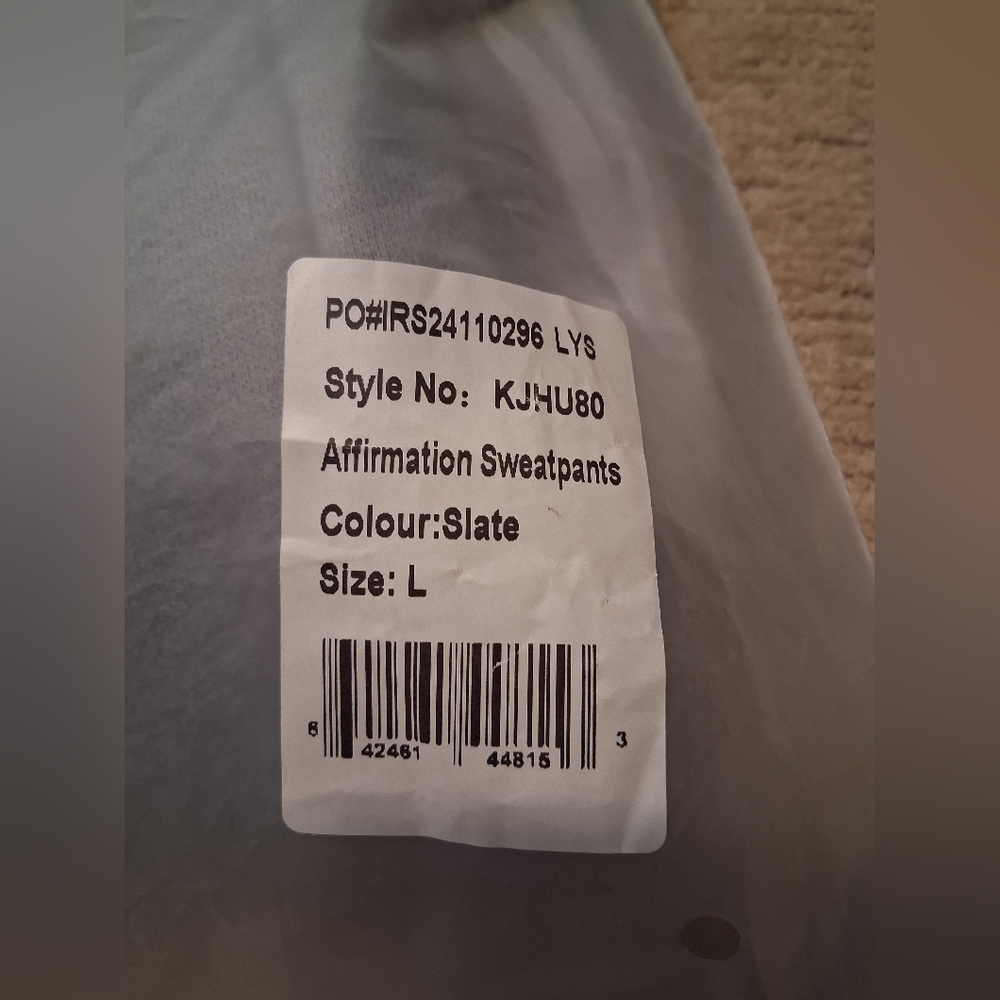 PO#IRS24110296 LYS
Style No: KJHU80
Affirmation Sweatpants
Colour:Slate
Size: L
6 42461 44815 3